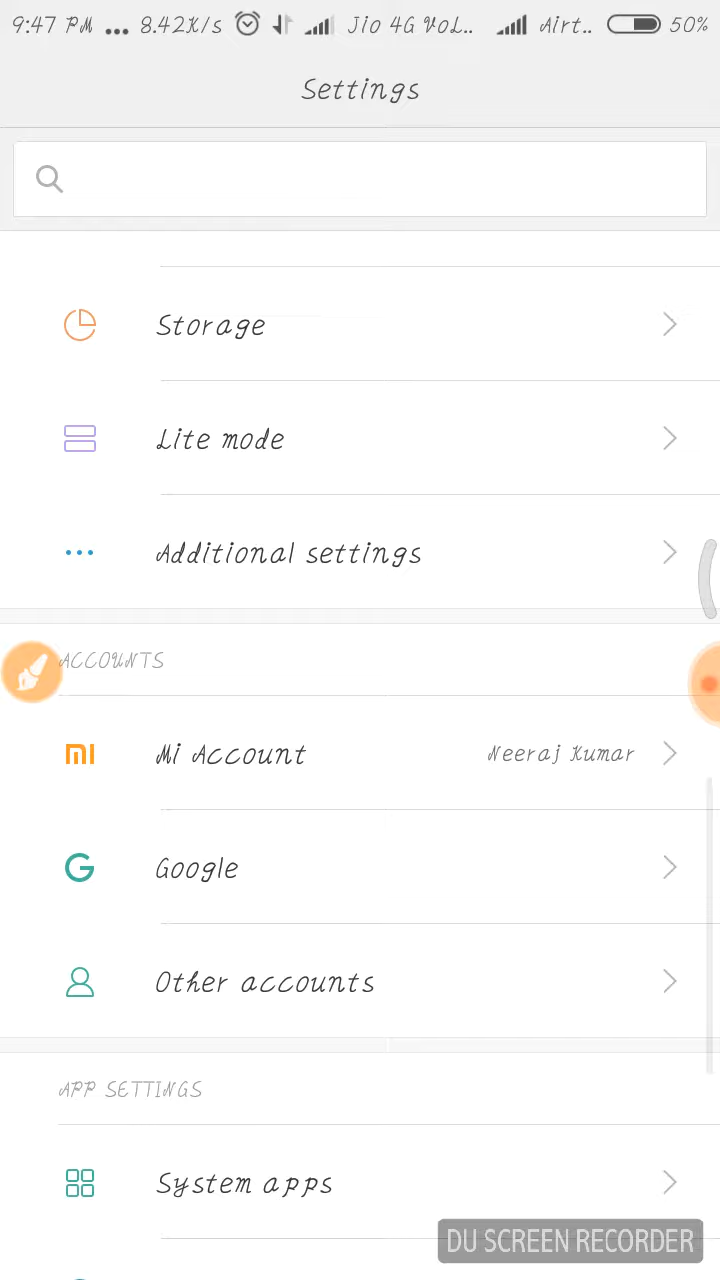 9:47 PM ... 8.42K/s Jio 4G VoL.. Airt.. 50%
Settings
Storage
Lite mode
Additional settings
ACCOUNTS
Mi Account Neeraj Kumar
Google
Other accounts
APP SETTINGS
System apps
DU SCREEN RECORDER